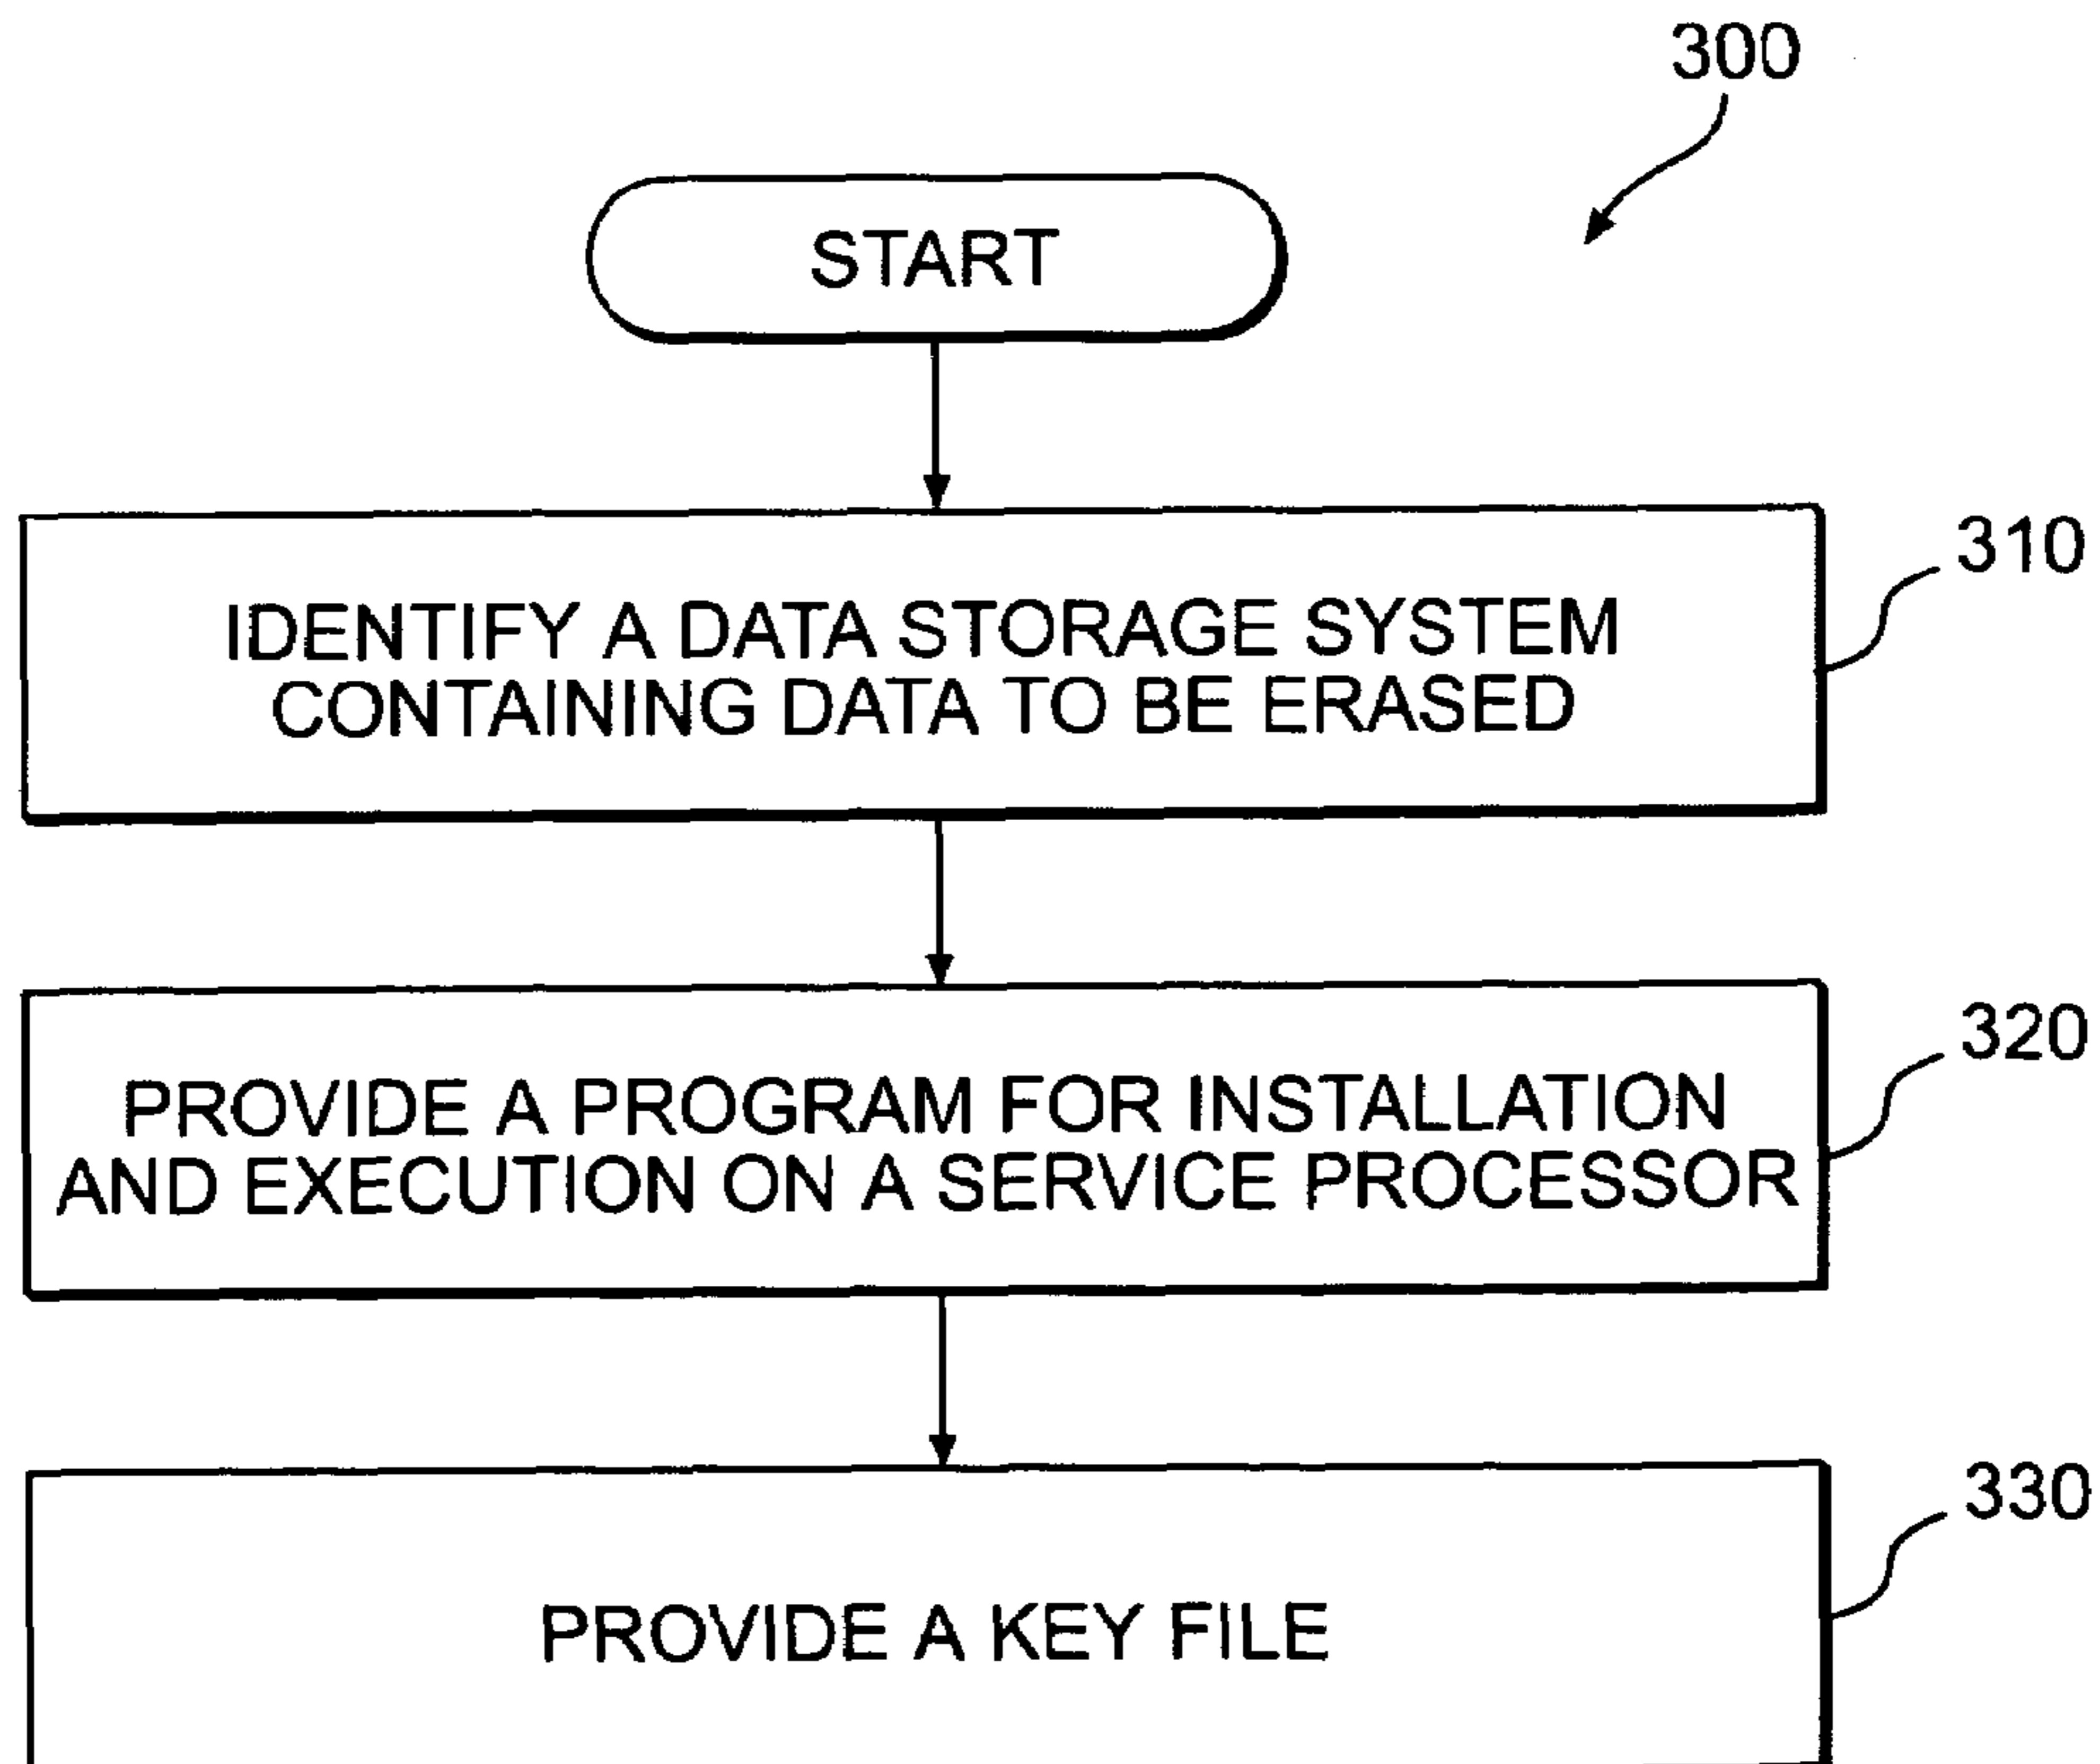 300
START
310
IDENTIFY A DATA STORAGE SYSTEM
CONTAINING DATA TO BE ERASED
320
PROVIDE A PROGRAM FOR INSTALLATION
AND EXECUTION ON A SERVICE PROCESSOR
330
PROVIDE A KEY FILE